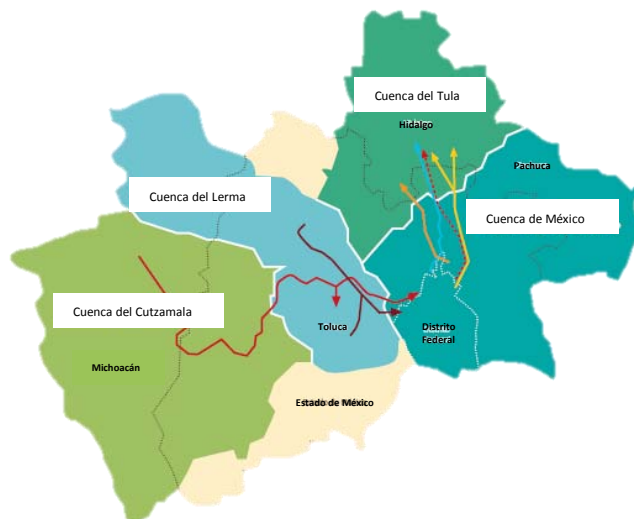 Cuenca del Tula
Hidalgo
Pachuca
Cuenca del Lerma
Cuenca de México
Cuenca del Cutzamala
Toluca
Distrito
Federal
Michoacán
Estado de México